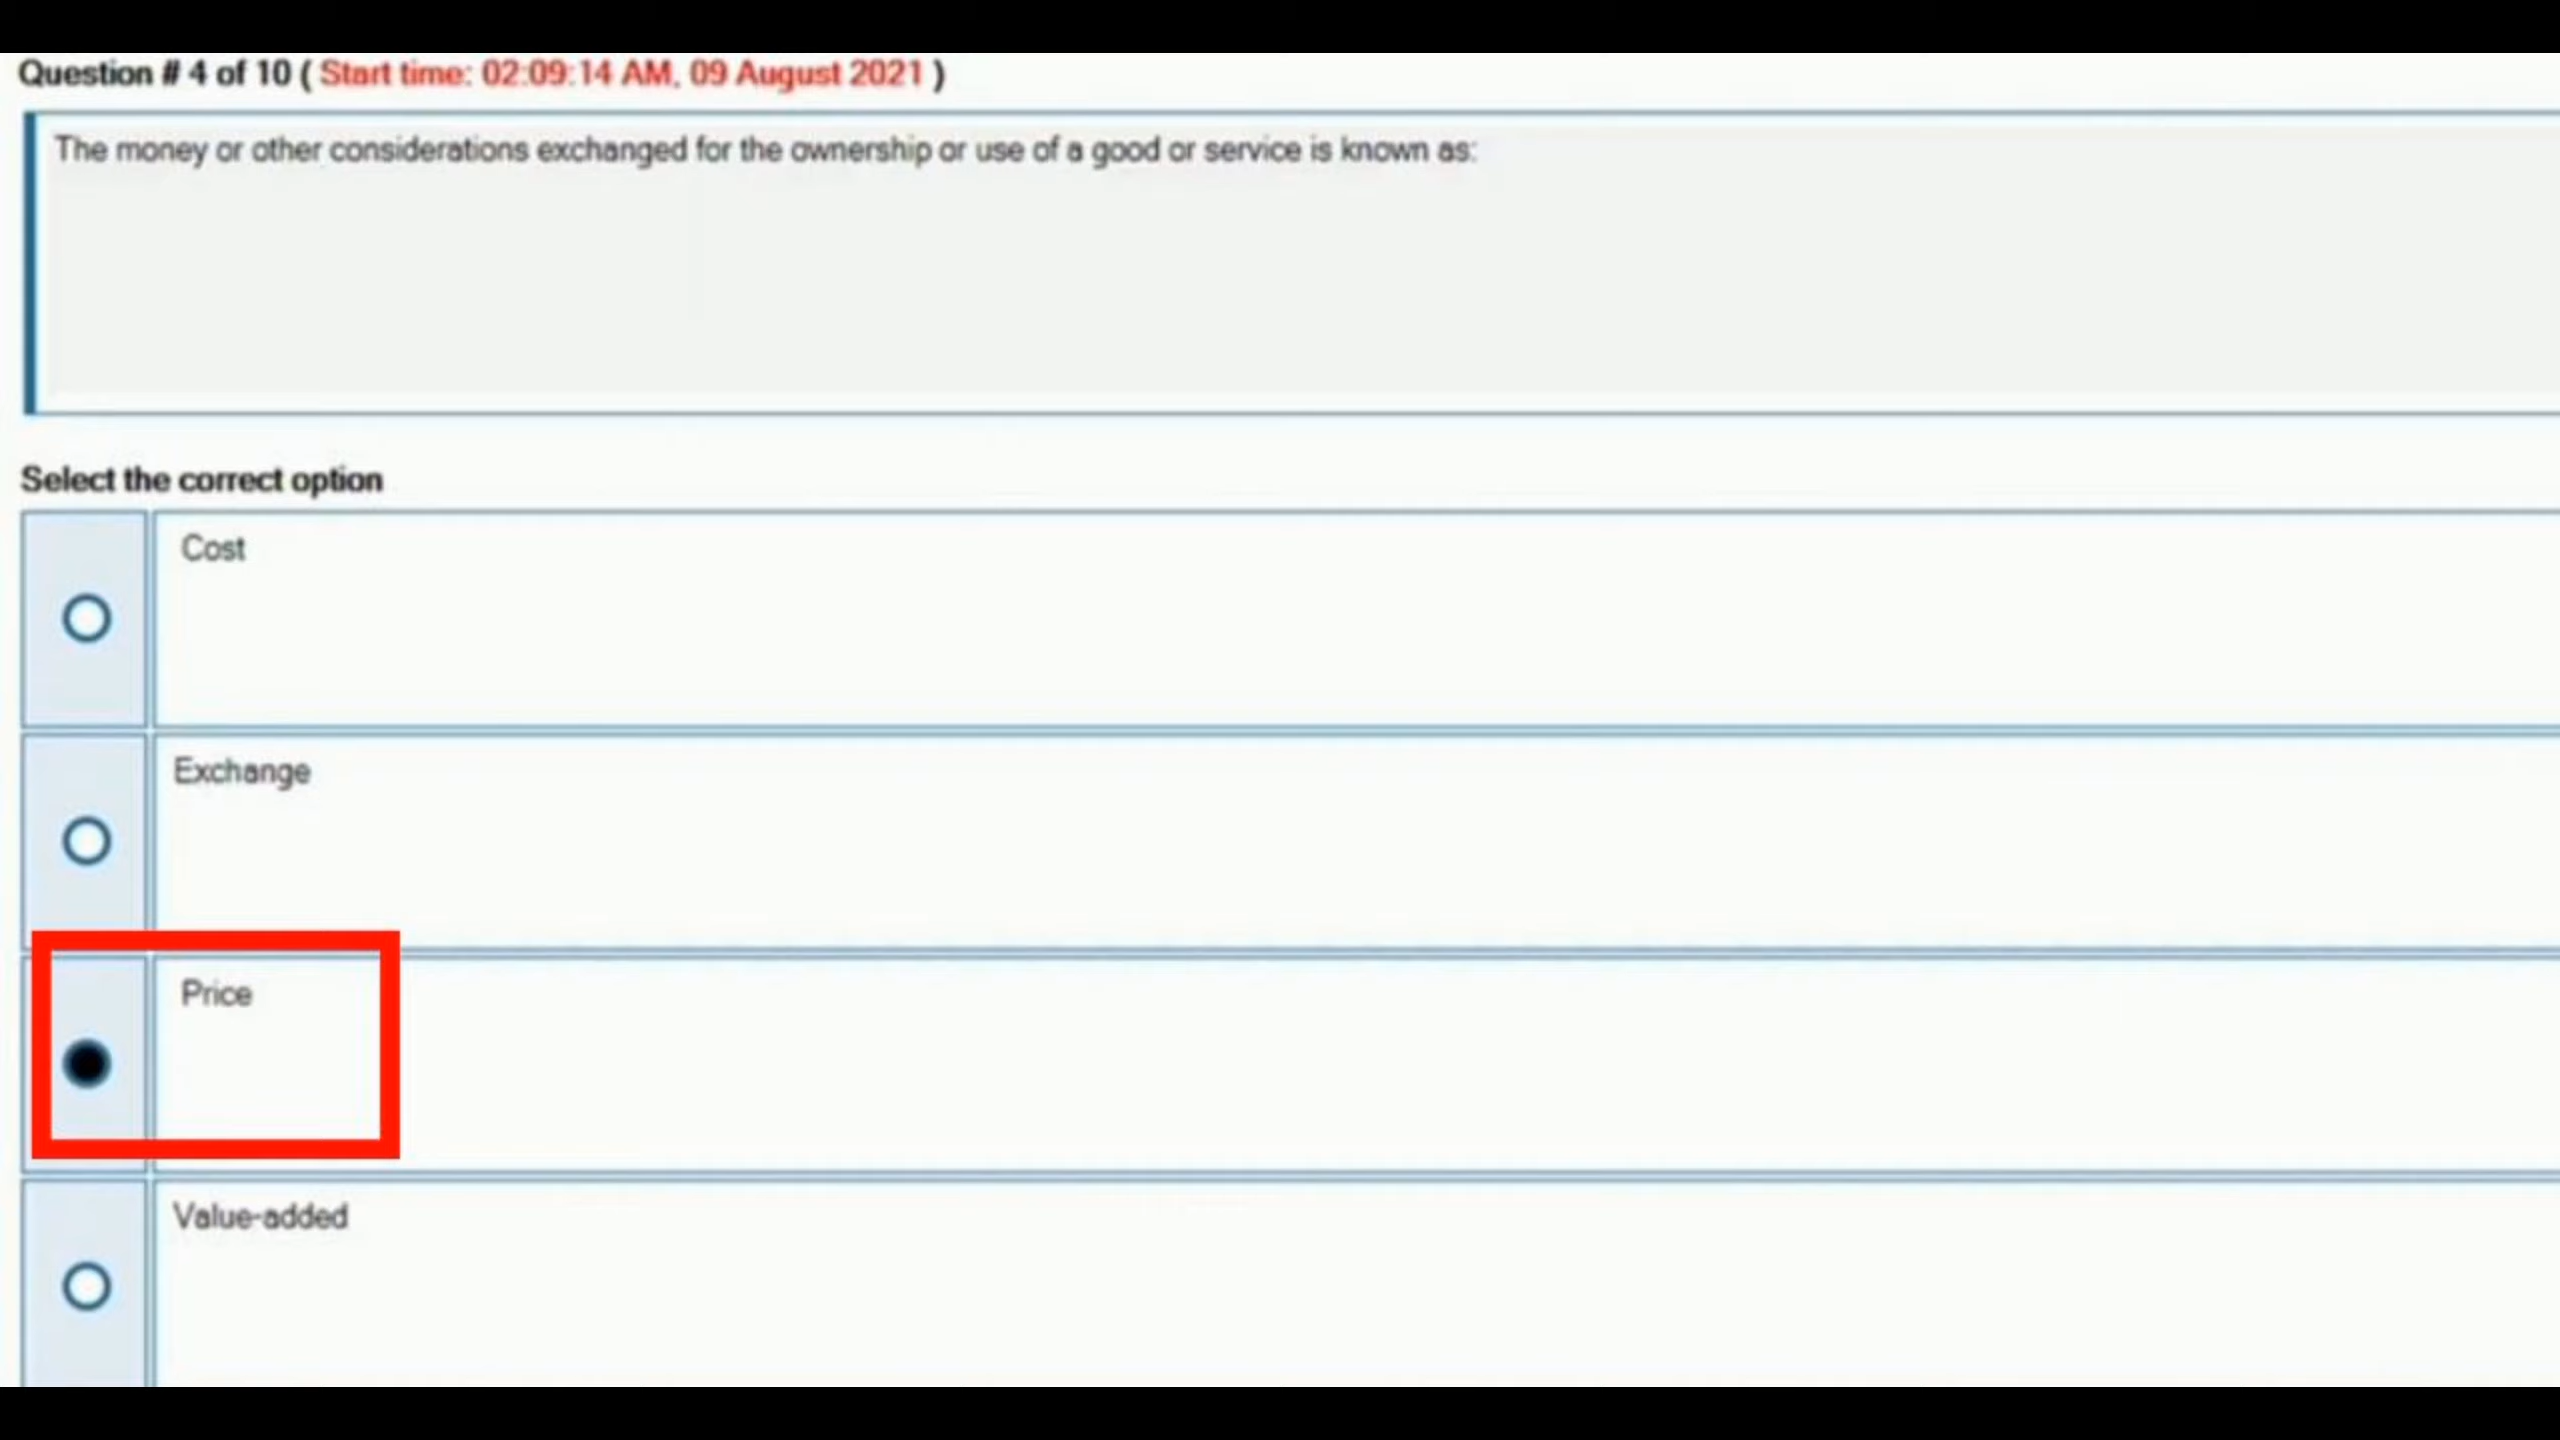 Question # 4 of 10 ( Start time: 02:09:14 AM, 09 August 2021 )
The money or other considerations exchanged for the ownership or use of a good or service is known as:
Select the correct option
Cost
Exchange
Price
Value-added